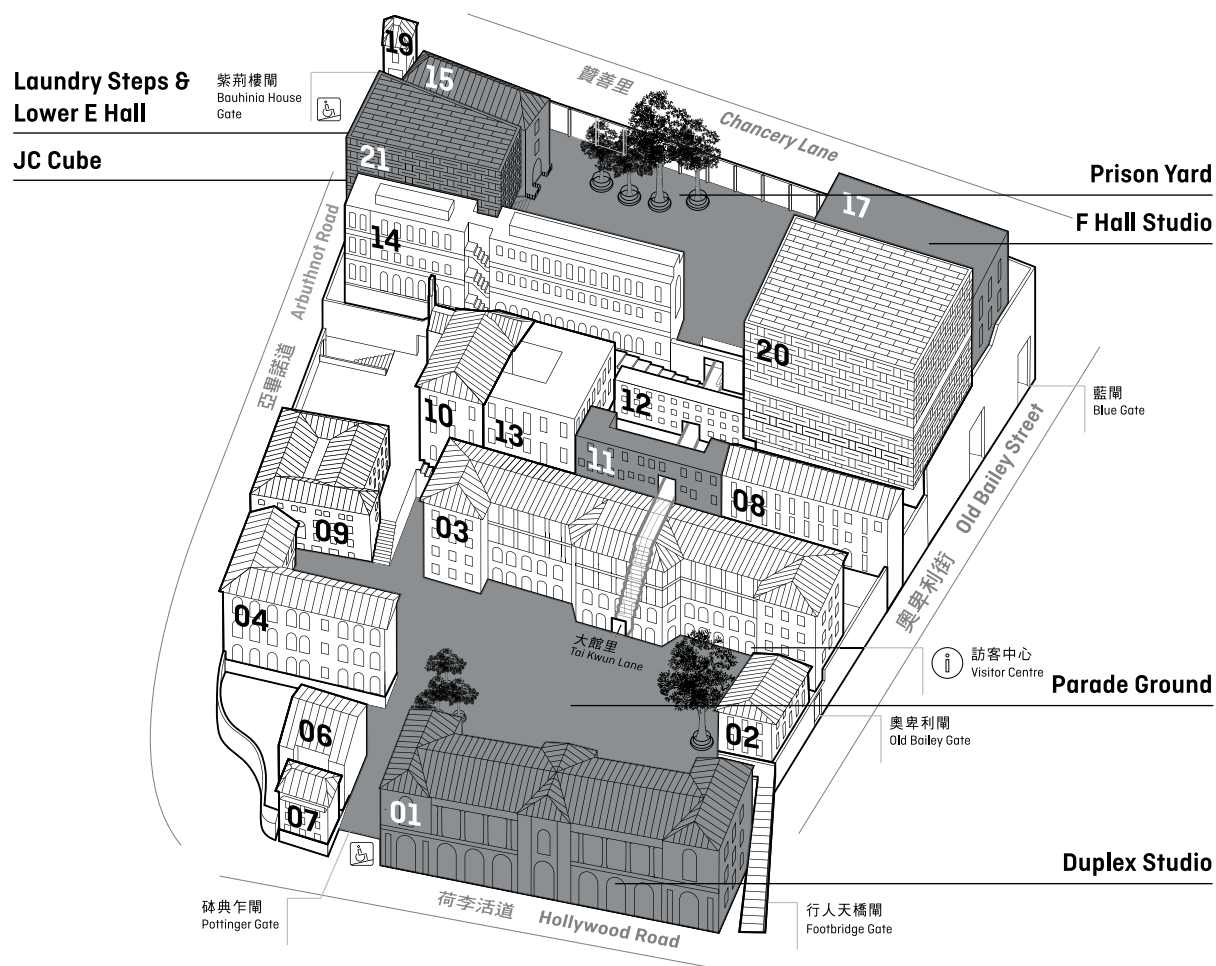 19
Laundry Steps &
Lower E Hall
紫荊樓閘
Bauhinia House
Gate
15
贊善里
Chancery Lane
JC Cube
21
Prison Yard
17
F Hall Studio
14
亞畢諾道 Arbuthnot Road
20
藍閘
Blue Gate
10
13
12
11
08
奧卑利街 Old Bailey Street
09
03
04
大館里
Tai Kwun Lane
訪客中心
Visitor Centre
Parade Ground
奧卑利閘
Old Bailey Gate
02
06
07
01
Duplex Studio
砵典乍閘
Pottinger Gate
荷李活道 Hollywood Road
行人天橋閘
Footbridge Gate